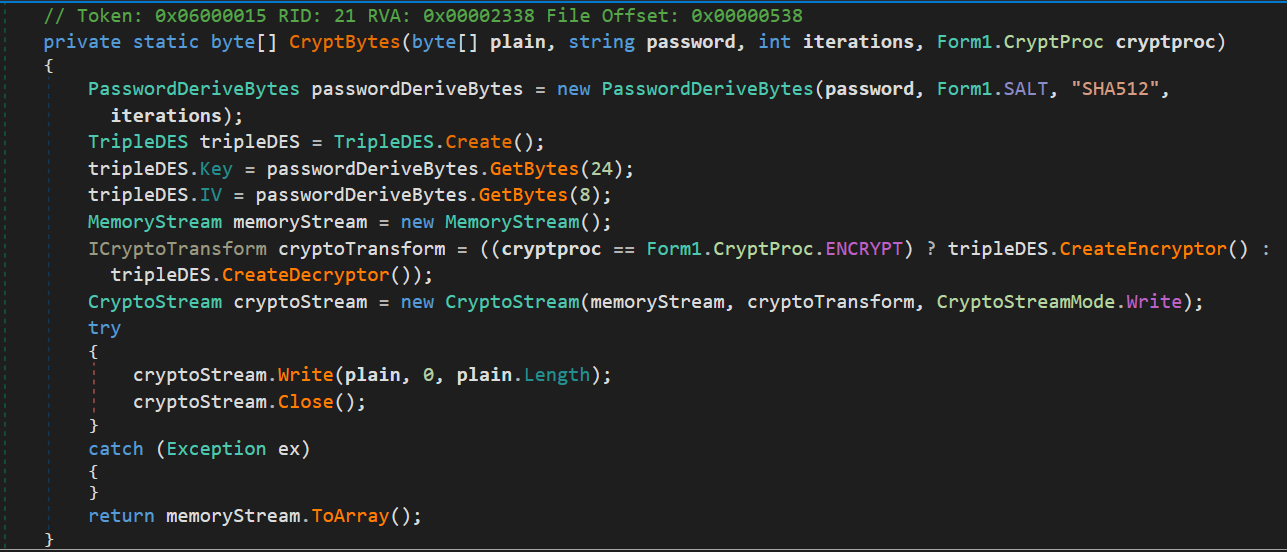 // Token: 0x06000015 RID: 21 RVA: 0x00002338 File Offset: 0x00000538
private static byte[] CryptBytes(byte[] plain, string password, int iterations, Form1.CryptProc cryptproc)
{
    PasswordDeriveBytes passwordDeriveBytes = new PasswordDeriveBytes(password, Form1.SALT, "SHA512",
      iterations);
    TripleDES tripleDES = TripleDES.Create();
    tripleDES.Key = passwordDeriveBytes.GetBytes(24);
    tripleDES.IV = passwordDeriveBytes.GetBytes(8);
    MemoryStream memoryStream = new MemoryStream();
    ICryptoTransform cryptoTransform = ((cryptproc == Form1.CryptProc.ENCRYPT) ? tripleDES.CreateEncryptor() :
      tripleDES.CreateDecryptor());
    CryptoStream cryptoStream = new CryptoStream(memoryStream, cryptoTransform, CryptoStreamMode.Write);
    try
    {
        cryptoStream.Write(plain, 0, plain.Length);
        cryptoStream.Close();
    }
    catch (Exception ex)
    {
    }
    return memoryStream.ToArray();
}